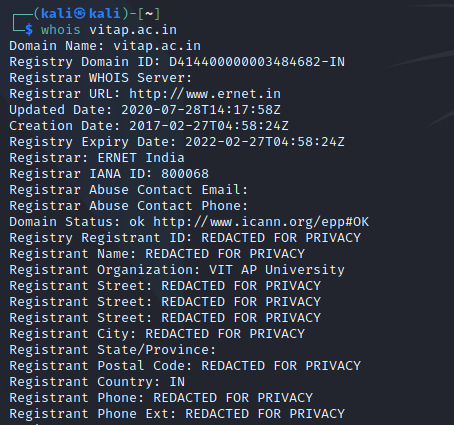 ┌──(kali㉿kali)-[~]
└─$ whois vitap.ac.in
Domain Name: vitap.ac.in
Registry Domain ID: D414400000003484682-IN
Registrar WHOIS Server:
Registrar URL: http://www.ernet.in
Updated Date: 2020-07-28T14:17:58Z
Creation Date: 2017-02-27T04:58:24Z
Registry Expiry Date: 2022-02-27T04:58:24Z
Registrar: ERNET India
Registrar IANA ID: 800068
Registrar Abuse Contact Email:
Registrar Abuse Contact Phone:
Domain Status: ok http://www.icann.org/epp#OK
Registry Registrant ID: REDACTED FOR PRIVACY
Registrant Name: REDACTED FOR PRIVACY
Registrant Organization: VIT AP University
Registrant Street: REDACTED FOR PRIVACY
Registrant Street: REDACTED FOR PRIVACY
Registrant Street: REDACTED FOR PRIVACY
Registrant City: REDACTED FOR PRIVACY
Registrant State/Province:
Registrant Postal Code: REDACTED FOR PRIVACY
Registrant Country: IN
Registrant Phone: REDACTED FOR PRIVACY
Registrant Phone Ext: REDACTED FOR PRIVACY